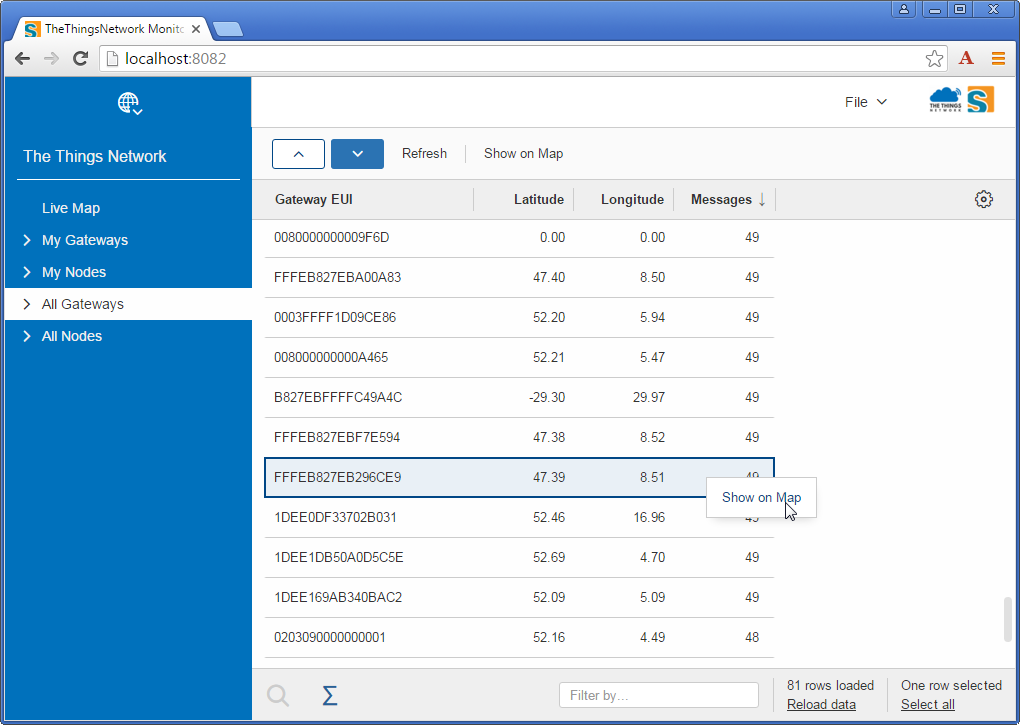 TheThingsNetwork Monito
localhost:8082
A
File
THE THINGS
NETWORK
S
The Things Network
Live Map
My Gateways
My Nodes
All Gateways
All Nodes
Refresh
Show on Map
Gateway EUI Latitude Longitude Messages ↓
0080000000009F6D 0.00 0.00 49
FFFEB827EBA00A83 47.40 8.50 49
0003FFFF1D09CE86 52.20 5.94 49
008000000000A465 52.21 5.47 49
B827EBFFFFC49A4C -29.30 29.97 49
FFFEB827EBF7E594 47.38 8.52 49
FFFEB827EB296CE9 47.39 8.51 49
Show on Map
1DEE0DF33702B031 52.46 16.96 49
1DEE1DB50A0D5C5E 52.69 4.70 49
1DEE169AB340BAC2 52.09 5.09 49
0203090000000001 52.16 4.49 48
Σ
Filter by...
81 rows loaded
Reload data
One row selected
Select all